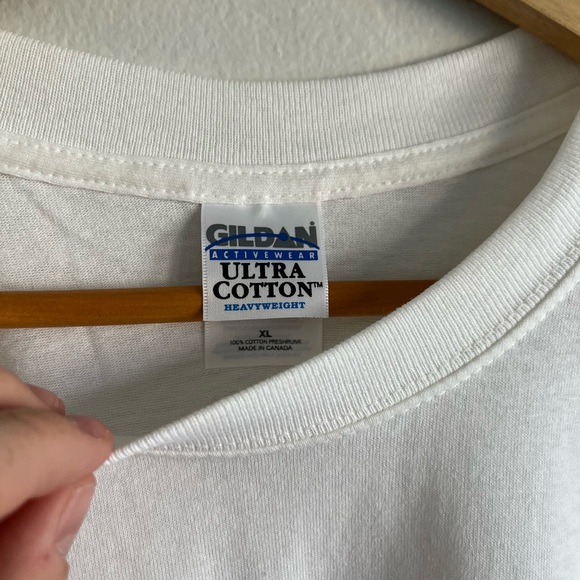 GILDAN®
ACTIVEWEAR
ULTRA
COTTON™
HEAVYWEIGHT
XL
100% COTTON PRESHRUNK
MADE IN CANADA